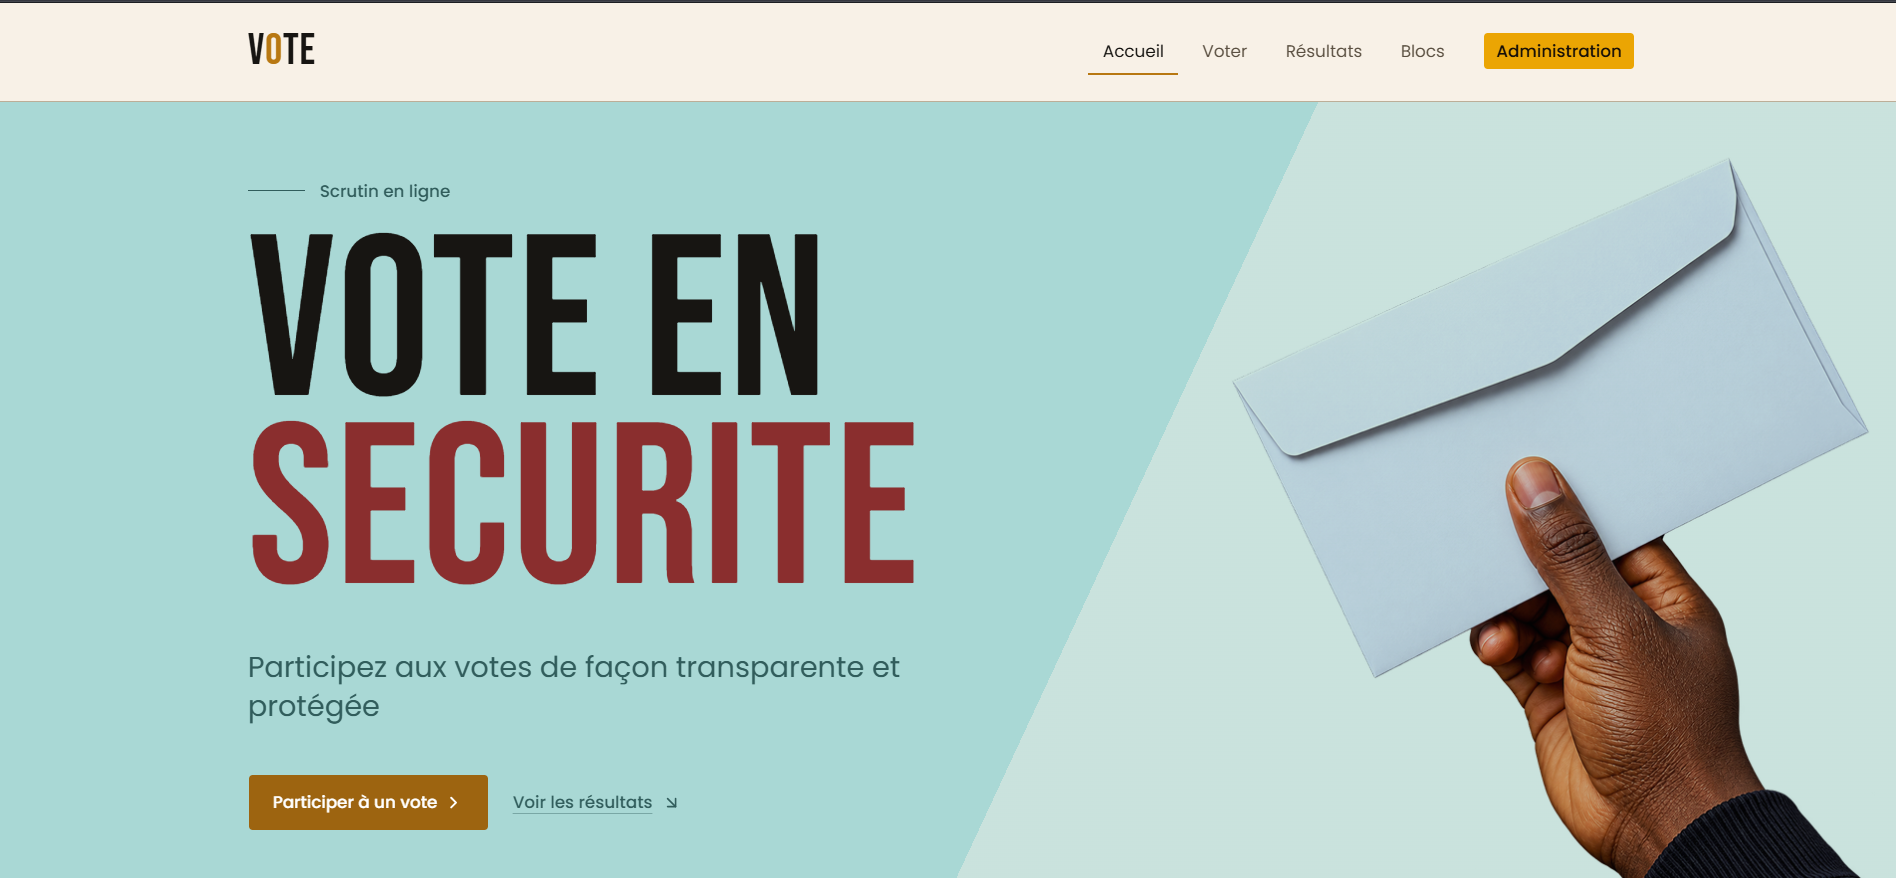 VOTE
Accueil
Voter
Résultats
Blocs
Administration
Scrutin en ligne
VOTE EN
SECURITE
Participez aux votes de façon transparente et
protégée
Participer à un vote
Voir les résultats